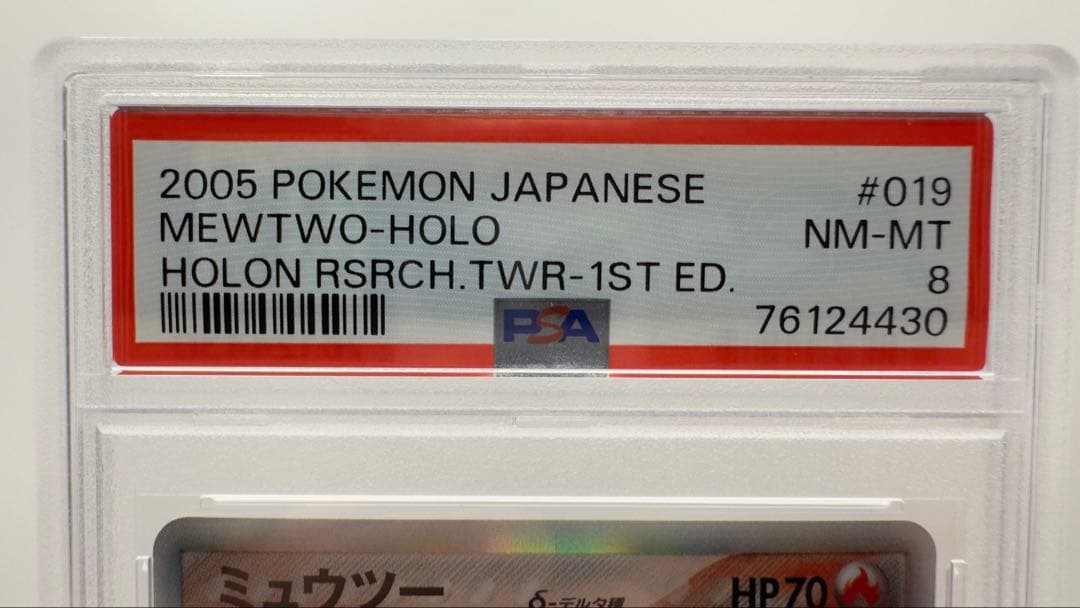 2005 POKEMON JAPANESE #019
MEWTWO-HOLO NM-MT
HOLON RSRCH.TWR-1ST ED. 8
PSA 76124430
ミュウツー δ-デルタ種 HP70